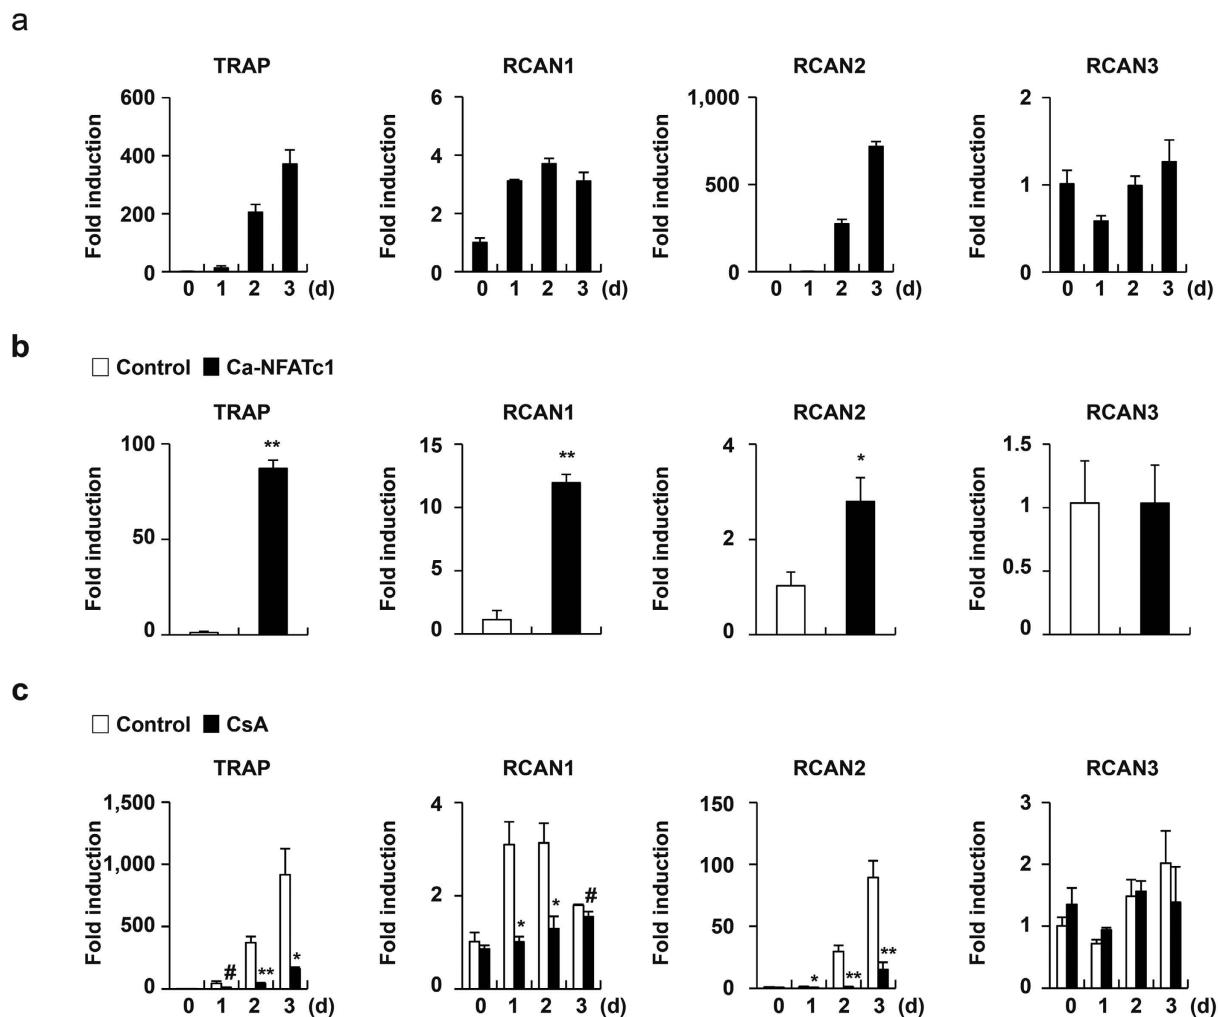 a
TRAP
RCAN1
RCAN2
RCAN3
Fold induction
600
400
200
0
0 1 2 3 (d)
Fold induction
6
4
2
0
0 1 2 3 (d)
Fold induction
1,000
500
0
0 1 2 3 (d)
Fold induction
2
1
0
0 1 2 3 (d)
b
Control Ca-NFATc1
TRAP
RCAN1
RCAN2
RCAN3
Fold induction
100
50
0
**
Fold induction
15
10
5
0
**
Fold induction
4
2
0
*
Fold induction
1.5
1
0.5
0
c
Control CsA
TRAP
RCAN1
RCAN2
RCAN3
Fold induction
1,500
1,000
500
0
# ** *
0 1 2 3 (d)
Fold induction
4
2
0
* * #
0 1 2 3 (d)
Fold induction
150
100
50
0
* ** **
0 1 2 3 (d)
Fold induction
3
2
1
0
0 1 2 3 (d)